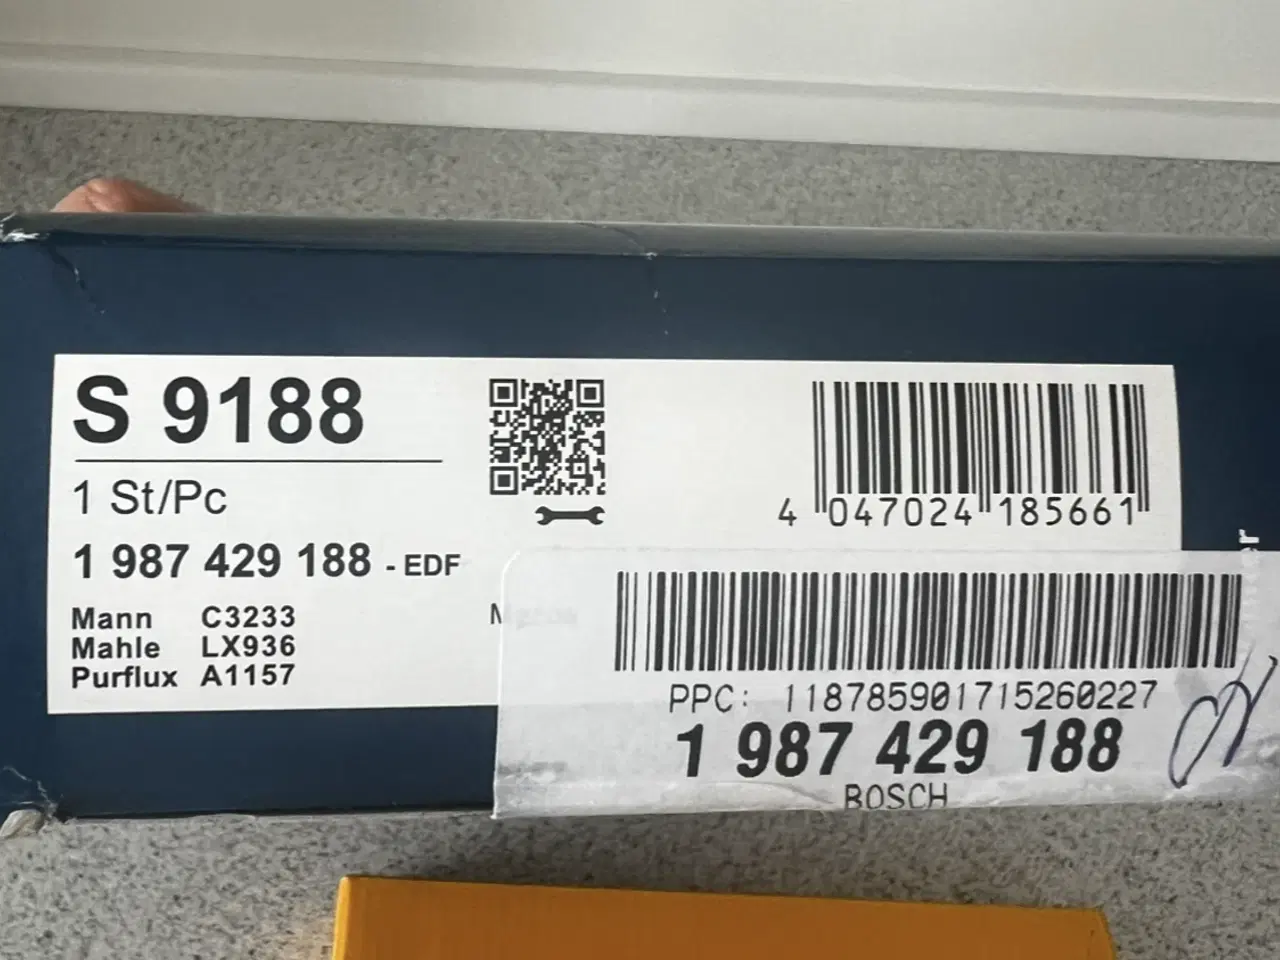 S 9188
1 St/Pc
1 987 429 188 - EDF
Mann C3233
Mahle LX936
Purflux A1157
4 047024 185661
PPC: 118785901715260227
1 987 429 188
BOSCH